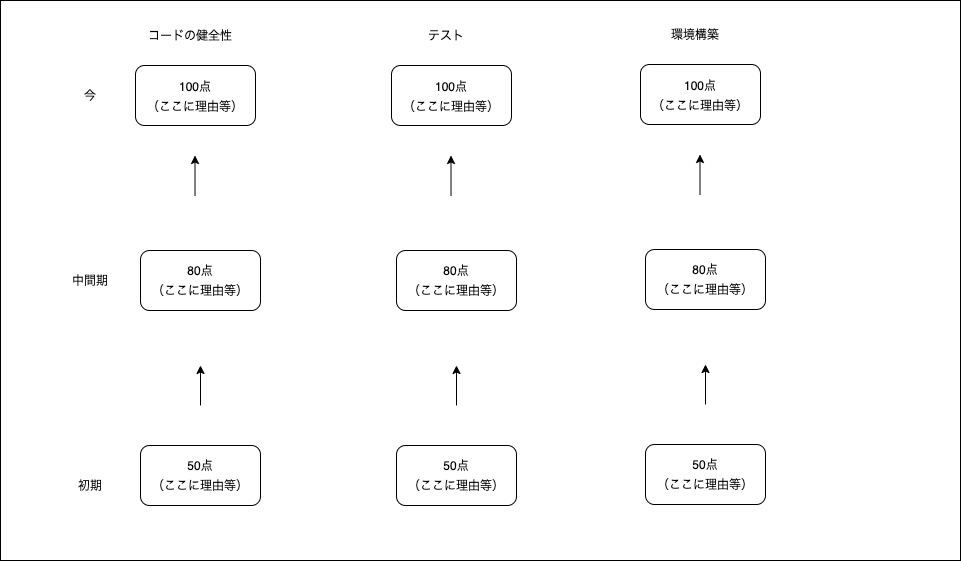 コードの健全性
テスト
環境構築
今
100点
（ここに理由等）
100点
（ここに理由等）
100点
（ここに理由等）
中間期
80点
（ここに理由等）
80点
（ここに理由等）
80点
（ここに理由等）
初期
50点
（ここに理由等）
50点
（ここに理由等）
50点
（ここに理由等）